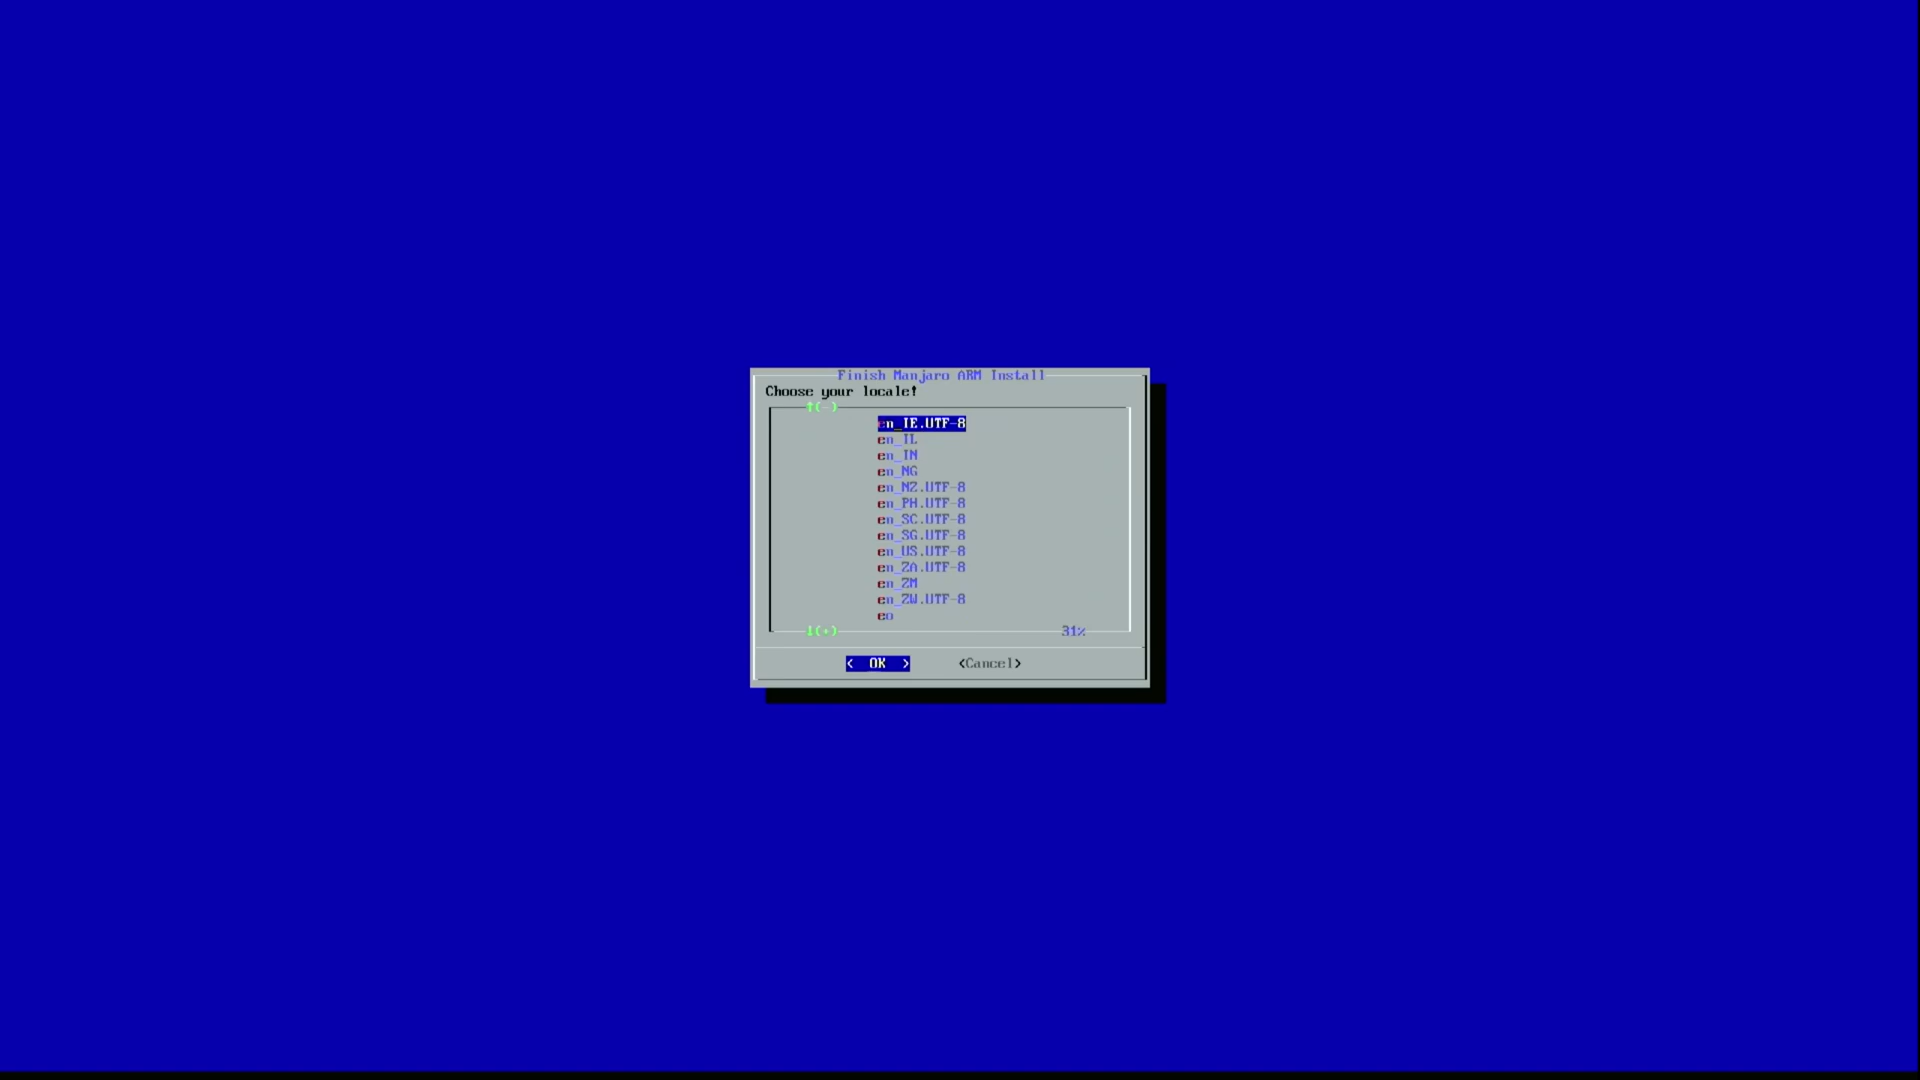 Finish Manjaro ARM Install
Choose your locale!
↑(-)
en_IE.UTF-8
en_IL
en_IN
en_NG
en_NZ.UTF-8
en_PH.UTF-8
en_SC.UTF-8
en_SG.UTF-8
en_US.UTF-8
en_ZA.UTF-8
en_ZM
en_ZW.UTF-8
eo
↓(+) 31%
< OK > <Cancel>